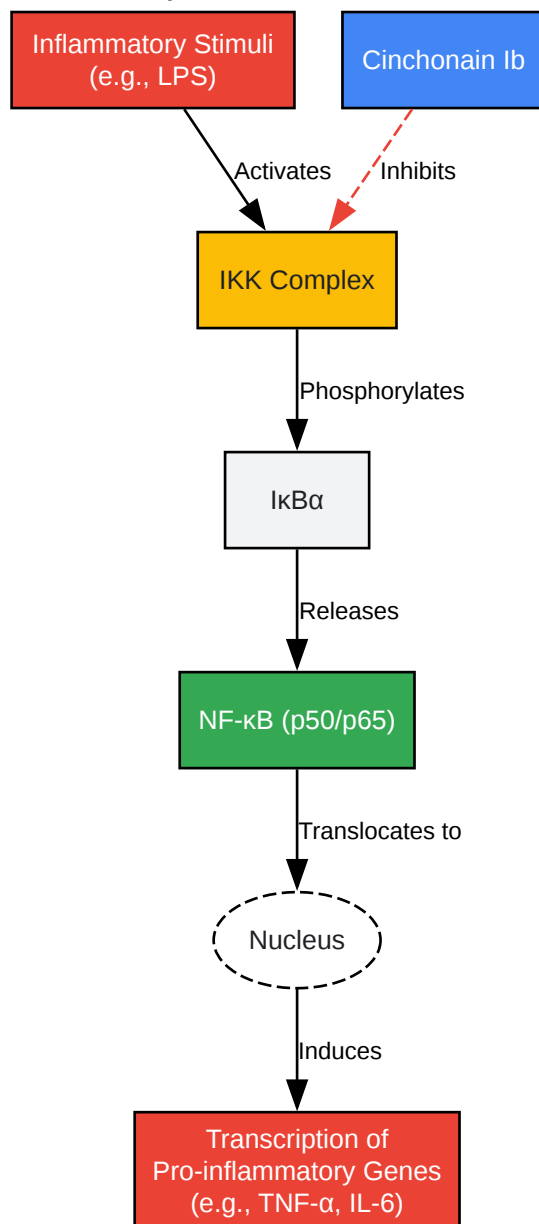 Inflammatory Stimuli
(e.g., LPS)
Cinchonain Ib
Activates
Inhibits
IKK Complex
Phosphorylates
IκBα
Releases
NF-κB (p50/p65)
Translocates to
Nucleus
Induces
Transcription of
Pro-inflammatory Genes
(e.g., TNF-α, IL-6)